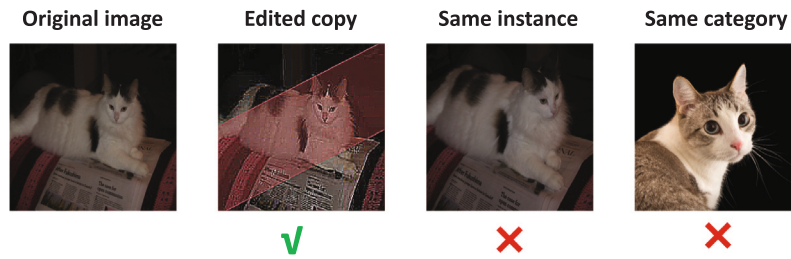 Original image
Edited copy
Same instance
Same category